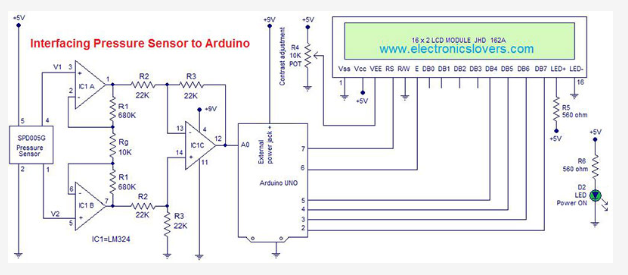 Interfacing Pressure Sensor to Arduino
+5V
+9V
+5V
Contrast adjustment
R4
10K
POT
16 x 2 LCD MODULE JHD 162A
www.electronicslovers.com
Vss Vcc VEE RS R/W E DB0 DB1 DB2 DB3 DB4 DB5 DB6 DB7 LED+ LED-
1
16
+5V
V1
3
2
IC1 A
1
R2
22K
R3
22K
R1
680K
Rg
10K
R1
680K
5
4
SPD005G
Pressure
Sensor
2
1
V2
6
5
IC1 B
7
R2
22K
R3
22K
IC1=LM324
+9V
13
14
4
IC1C
12
11
A0
External
power jack
+
-
Arduino UNO
7
6
5
4
3
2
R5
560 ohm
+5V
+5V
R6
560 ohm
D2
LED
Power ON